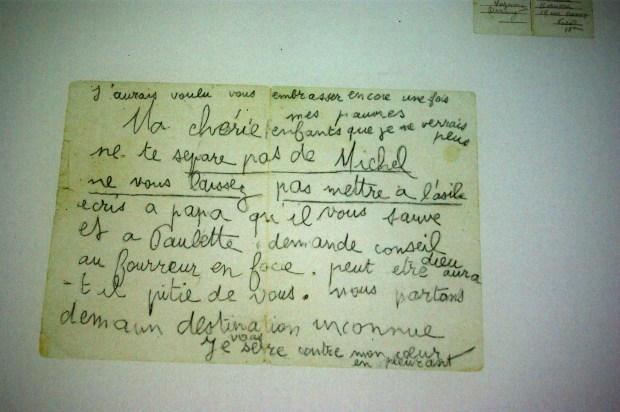 J'aurais voulu vous embrasser encore une fois
mes pauvres
Ma chérie enfants que je ne verrais
plus
ne te separe pas de Michel
ne vous laissez pas mettre a l'asile
ecris a papa qu'il vous sauve
et a Paulette, demande conseil
au fourreur en face. peut etre dieu aura
-t il pitie de vous. nous partons
demain destination inconnue
Je vous serre contre mon cœur
en pleurant